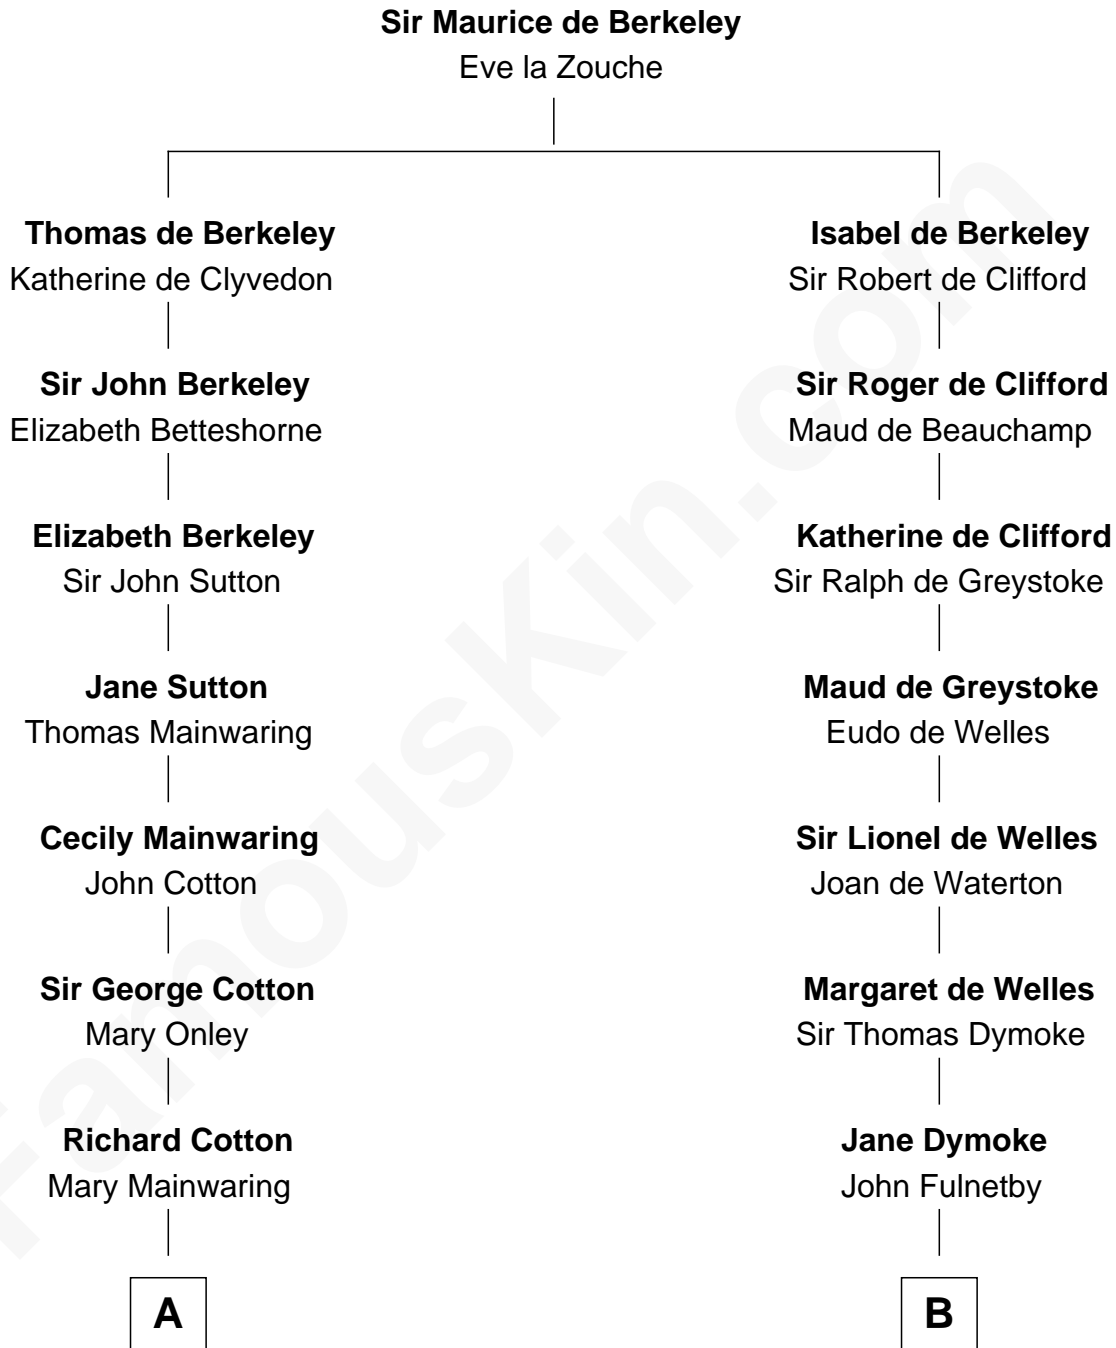 Sir Maurice de Berkeley
Eve la Zouche
Thomas de Berkeley
Katherine de Clyvedon
Isabel de Berkeley
Sir Robert de Clifford
Sir John Berkeley
Elizabeth Betteshorne
Sir Roger de Clifford
Maud de Beauchamp
Elizabeth Berkeley
Sir John Sutton
Katherine de Clifford
Sir Ralph de Greystoke
Jane Sutton
Thomas Mainwaring
Maud de Greystoke
Eudo de Welles
Cecily Mainwaring
John Cotton
Sir Lionel de Welles
Joan de Waterton
Sir George Cotton
Mary Onley
Margaret de Welles
Sir Thomas Dymoke
Richard Cotton
Mary Mainwaring
Jane Dymoke
John Fulnetby
A
B
FamousKin.com